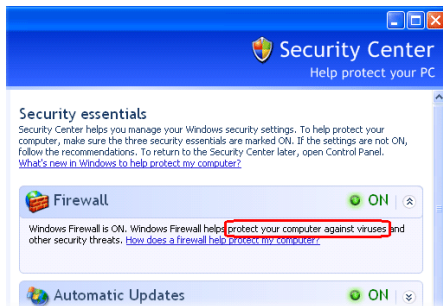 Security Center
Help protect your PC
Security essentials
Security Center helps you manage your Windows security settings. To help protect your
computer, make sure the three security essentials are marked ON. If the settings are not ON,
follow the recommendations. To return to the Security Center later, open Control Panel.
What's new in Windows to help protect my computer?
Firewall ON
Windows Firewall is ON. Windows Firewall helps protect your computer against viruses and
other security threats. How does a firewall help protect my computer?
Automatic Updates ON